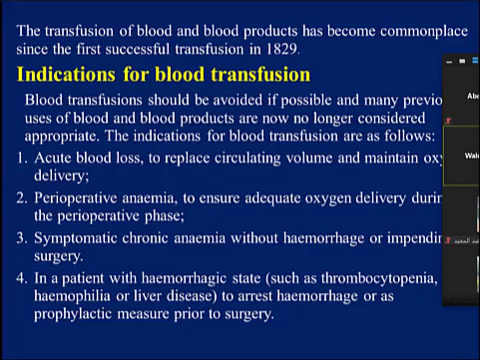 The transfusion of blood and blood products has become commonplace
since the first successful transfusion in 1829.
Indications for blood transfusion
Blood transfusions should be avoided if possible and many previo
uses of blood and blood products are now no longer considered
appropriate. The indications for blood transfusion are as follows:
1. Acute blood loss, to replace circulating volume and maintain oxy
delivery;
2. Perioperative anaemia, to ensure adequate oxygen delivery durin
the perioperative phase;
3. Symptomatic chronic anaemia without haemorrhage or impendin
surgery.
4. In a patient with haemorrhagic state (such as thrombocytopenia,
haemophilia or liver disease) to arrest haemorrhage or as
prophylactic measure prior to surgery.
Abo
Wal
عبد المجيد